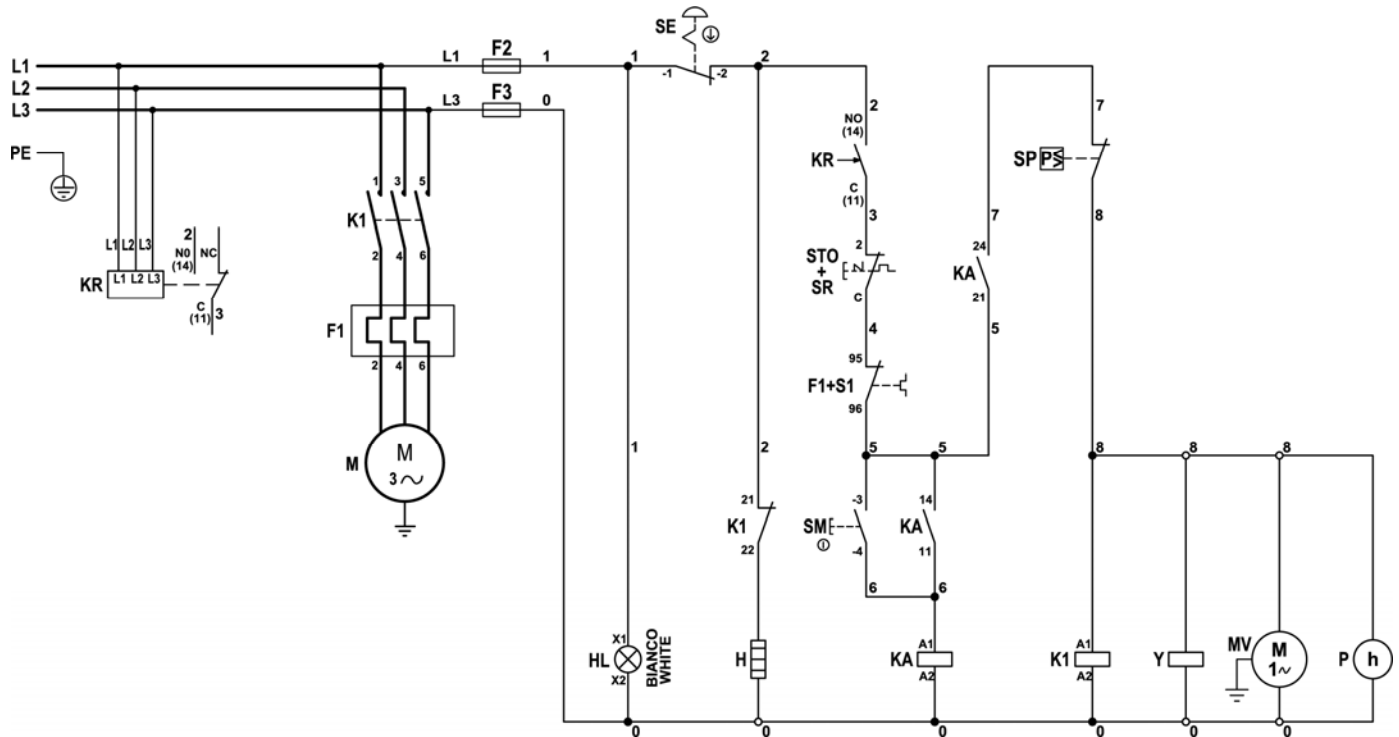 SE
L1 L1 F2 1 1 -1 -2 2
L2
L3 L3 F3 0
PE
2 7
NO
(14)
KR
C
(11)
SP P
1 3 5
K1
2 4 6
3 7 8
L1 L2 L3
2
N0
(14)
NC
KR L1 L2 L3
C
(11)
3
2
STO
+
SR
C
24
KA
21
F1
2 4 6
4 5
95
F1+S1
96
M M
3
1 2 5 5 8 8 8
21
K1
22
-3
SM
-4
14
KA
11
6 6
X1
HL
X2
BIANCO
WHITE
H
A1
KA
A2
A1
K1
A2
Y
MV M
1~
P h
0 0 0 0 0 0